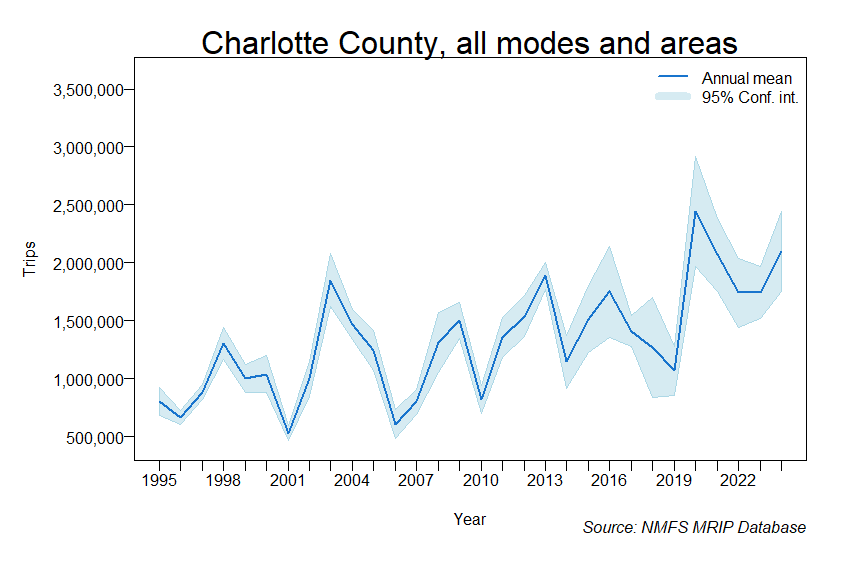 Charlotte County, all modes and areas
Annual mean
95% Conf. int.
3,500,000
3,000,000
2,500,000
2,000,000
1,500,000
1,000,000
500,000
Trips
1995 1998 2001 2004 2007 2010 2013 2016 2019 2022
Year
Source: NMFS MRIP Database